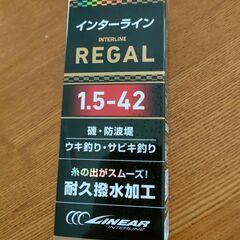 インターライン
INTERLINE
REGAL
1.5-42
磯・防波堤
ウキ釣り・サビキ釣り
糸の出がスムーズ!
耐久撥水加工
LINEAR
INTERLINE